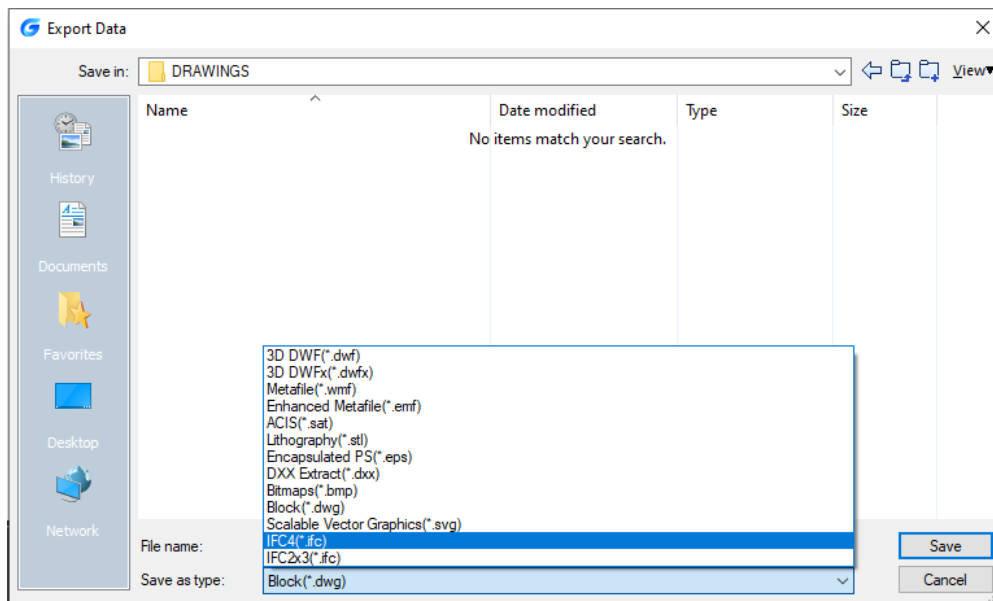 Export Data
Save in: DRAWINGS View
Name Date modified Type Size
No items match your search.
History
Documents
Favorites
Desktop
Network
3D DWF(*.dwf)
3D DWFx(*.dwfx)
Metafile(*.wmf)
Enhanced Metafile(*.emf)
ACIS(*.sat)
Lithography(*.stl)
Encapsulated PS(*.eps)
DXX Extract(*.dxx)
Bitmaps(*.bmp)
Block(*.dwg)
Scalable Vector Graphics(*.svg)
IFC4(*.ifc)
IFC2x3(*.ifc)
File name: Save
Save as type: Block(*.dwg) Cancel